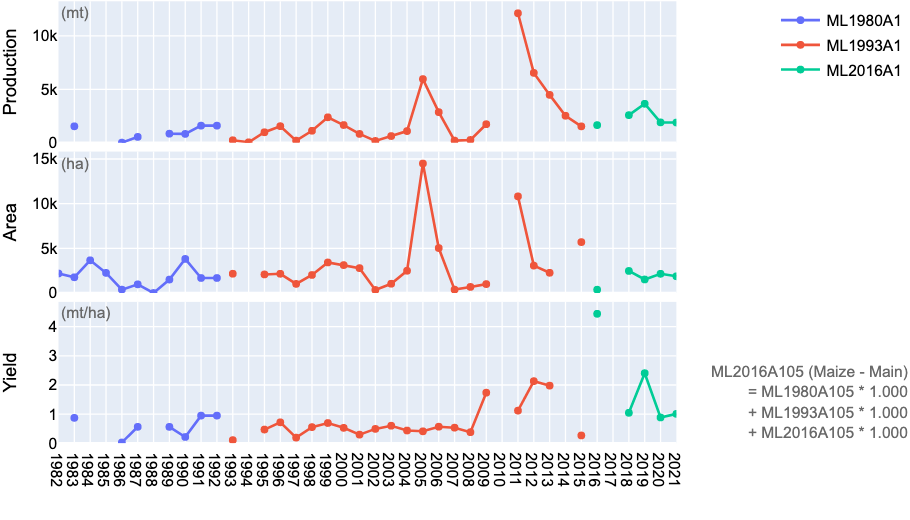 (mt)
Production
10k
5k
0
ML1980A1
ML1993A1
ML2016A1
(ha)
Area
15k
10k
5k
0
(mt/ha)
Yield
4
3
2
1
0
1982
1983
1984
1985
1986
1987
1988
1989
1990
1991
1992
1993
1994
1995
1996
1997
1998
1999
2000
2001
2002
2003
2004
2005
2006
2007
2008
2009
2010
2011
2012
2013
2014
2015
2016
2017
2018
2019
2020
2021
ML2016A105 (Maize - Main)
= ML1980A105 * 1.000
+ ML1993A105 * 1.000
+ ML2016A105 * 1.000